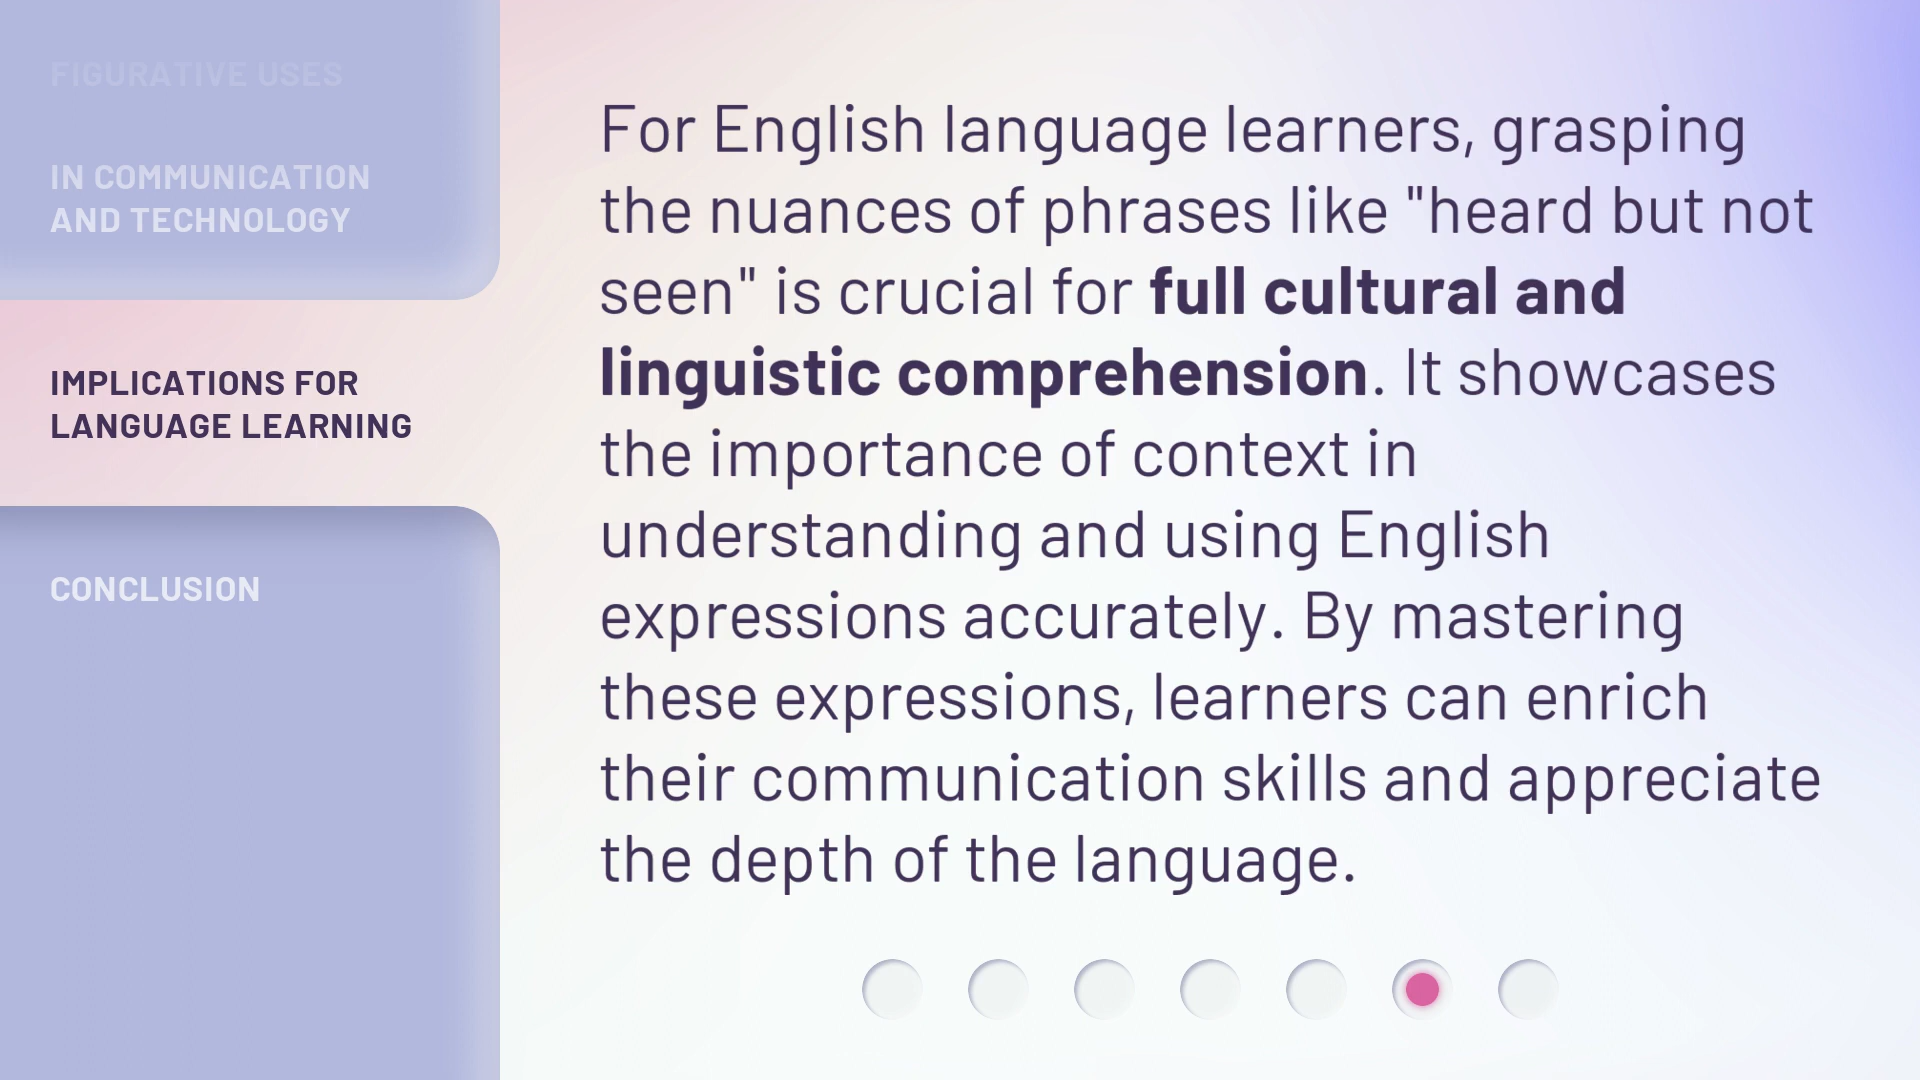 FIGURATIVE USES
IN COMMUNICATION
AND TECHNOLOGY
IMPLICATIONS FOR
LANGUAGE LEARNING
CONCLUSION
For English language learners, grasping
the nuances of phrases like "heard but not
seen" is crucial for full cultural and
linguistic comprehension. It showcases
the importance of context in
understanding and using English
expressions accurately. By mastering
these expressions, learners can enrich
their communication skills and appreciate
the depth of the language.